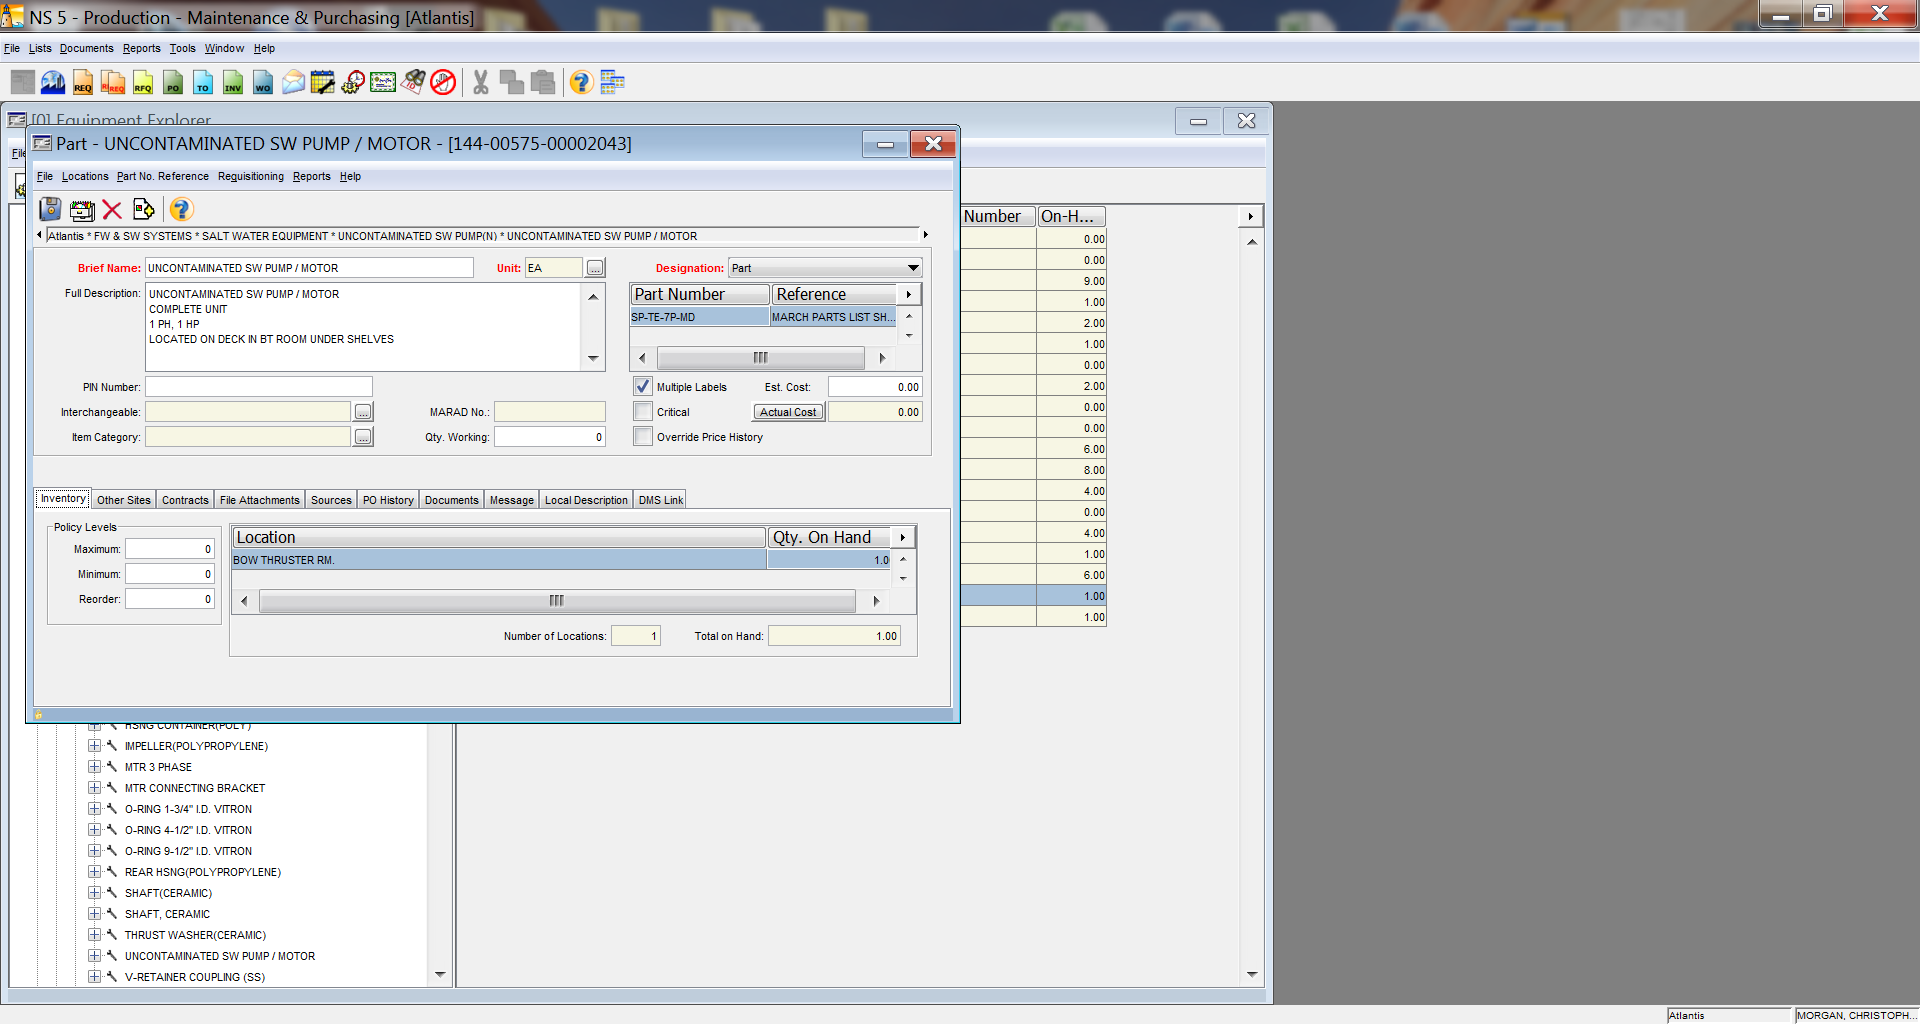 NS 5 - Production - Maintenance & Purchasing [Atlantis]
File Lists Documents Reports Tools Window Help
REQ REQ RFQ PO TO INV WO
[0] Equipment Explorer
Part - UNCONTAMINATED SW PUMP / MOTOR - [144-00575-00002043]
File Locations Part No. Reference Requisitioning Reports Help
Atlantis * FW & SW SYSTEMS * SALT WATER EQUIPMENT * UNCONTAMINATED SW PUMP(N) * UNCONTAMINATED SW PUMP / MOTOR
Brief Name: UNCONTAMINATED SW PUMP / MOTOR Unit: EA ... Designation: Part
Full Description: UNCONTAMINATED SW PUMP / MOTOR
COMPLETE UNIT
1 PH, 1 HP
LOCATED ON DECK IN BT ROOM UNDER SHELVES
Part Number Reference
SP-TE-7P-MD MARCH PARTS LIST SH...
PIN Number: Multiple Labels Est. Cost: 0.00
Interchangeable: ... MARAD No.: Critical Actual Cost 0.00
Item Category: ... Qty. Working: 0 Override Price History
Inventory Other Sites Contracts File Attachments Sources PO History Documents Message Local Description DMS Link
Policy Levels
Maximum: 0
Minimum: 0
Reorder: 0
Location Qty. On Hand
BOW THRUSTER RM. 1.0
Number of Locations: 1 Total on Hand: 1.00
Number On-H...
0.00
0.00
9.00
1.00
2.00
1.00
0.00
2.00
0.00
0.00
6.00
8.00
4.00
0.00
4.00
1.00
6.00
1.00
1.00
HSNG CONTAINER(POLY)
IMPELLER(POLYPROPYLENE)
MTR 3 PHASE
MTR CONNECTING BRACKET
O-RING 1-3/4" I.D. VITRON
O-RING 4-1/2" I.D. VITRON
O-RING 9-1/2" I.D. VITRON
REAR HSNG(POLYPROPYLENE)
SHAFT(CERAMIC)
SHAFT, CERAMIC
THRUST WASHER(CERAMIC)
UNCONTAMINATED SW PUMP / MOTOR
V-RETAINER COUPLING (SS)
Atlantis MORGAN, CHRISTOPH...